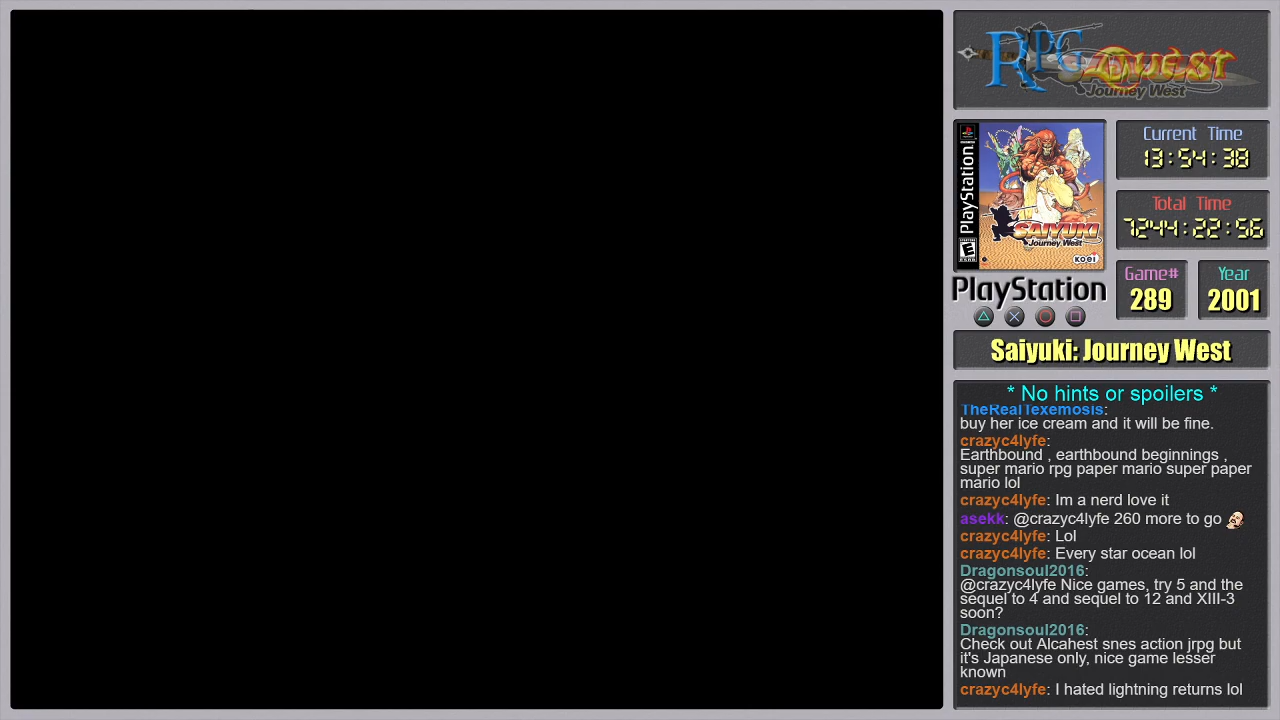 RPG Quest
Journey West
Current Time
13:54:38
Total Time
7244:22:56
PlayStation
SAIYUKI
Journey West
EVERYONE
E
ESRB
KOEI
PlayStation
Game#
289
Year
2001
Saiyuki: Journey West
* No hints or spoilers *
TheRealTexemosis:
buy her ice cream and it will be fine.
crazyc4lyfe:
Earthbound , earthbound beginnings ,
super mario rpg paper mario super paper
mario lol
crazyc4lyfe: Im a nerd love it
asekk: @crazyc4lyfe 260 more to go
crazyc4lyfe: Lol
crazyc4lyfe: Every star ocean lol
Dragonsoul2016:
@crazyc4lyfe Nice games, try 5 and the
sequel to 4 and sequel to 12 and XIII-3
soon?
Dragonsoul2016:
Check out Alcahest snes action jrpg but
it's Japanese only, nice game lesser
known
crazyc4lyfe: I hated lightning returns lol